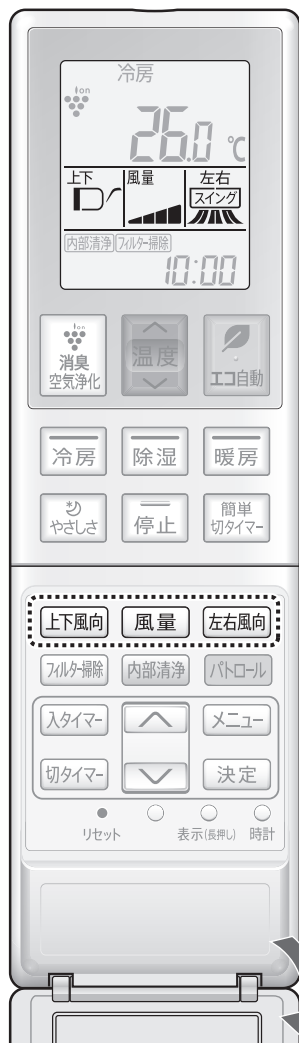 冷房
ion
26.0 ℃
上下 風量 左右
スイング
内部清浄 フィルター掃除
10:00
ion
消臭 温度 エコ自動
空気浄化
冷房 除湿 暖房
やさしさ 停止 簡単
切タイマー
上下風向 風量 左右風向
フィルター掃除 内部清浄 パトロール
入タイマー メニュー
切タイマー 決定
リセット 表示(長押し) 時計